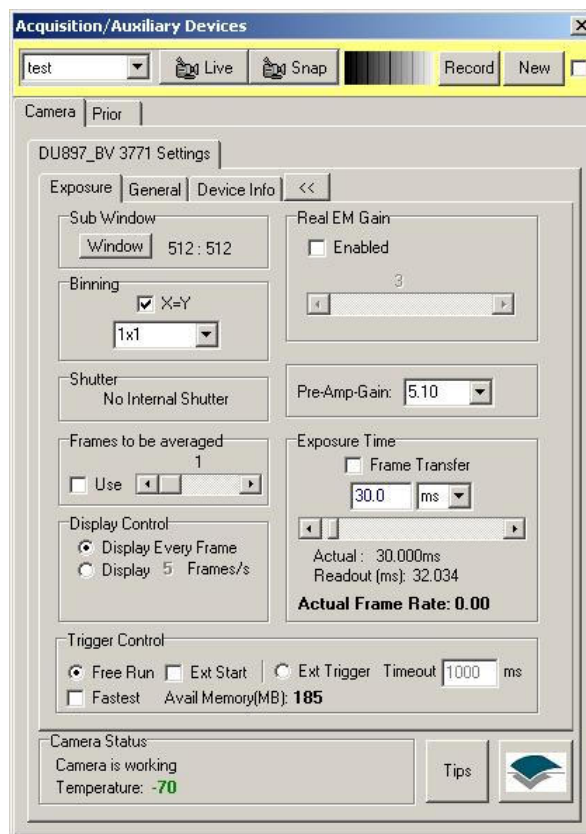 Acquisition/Auxiliary Devices
test Live Snap Record New
Camera Prior
DU897_BV 3771 Settings
Exposure General Device Info <<
Sub Window
Window 512 : 512
Real EM Gain
Enabled
3
Binning
X=Y
1x1
Shutter
No Internal Shutter
Pre-Amp-Gain: 5.10
Frames to be averaged
1
Use
Exposure Time
Frame Transfer
30.0 ms
Actual : 30.000ms
Readout (ms): 32.034
Actual Frame Rate: 0.00
Display Control
Display Every Frame
Display 5 Frames/s
Trigger Control
Free Run Ext Start Ext Trigger Timeout 1000 ms
Fastest Avail Memory(MB): 185
Camera Status
Camera is working
Temperature: -70
Tips